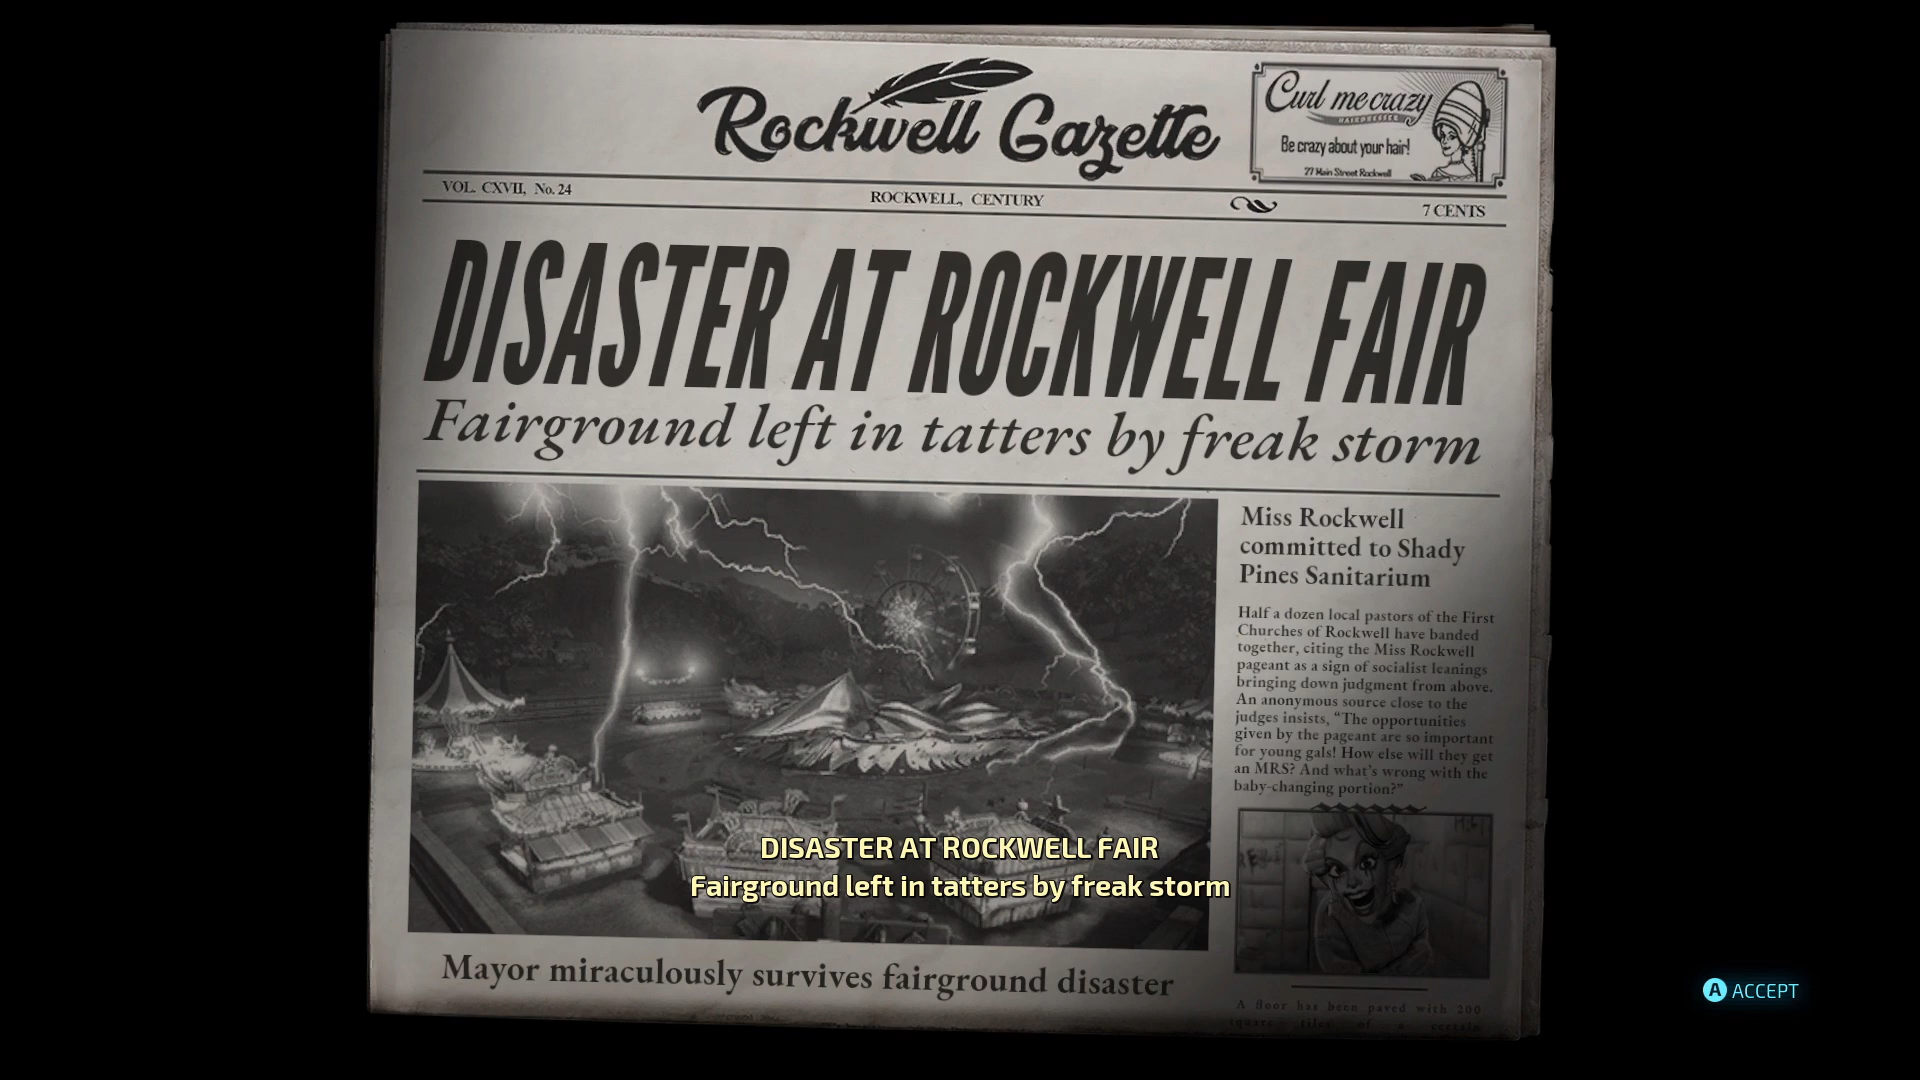 Rockwell Gazette
Curl me crazy
HAIRDRESSER
Be crazy about your hair!
27 Main Street Rockwell
VOL. CXVII, No. 24
ROCKWELL, CENTURY
7 CENTS
DISASTER AT ROCKWELL FAIR
Fairground left in tatters by freak storm
Miss Rockwell
committed to Shady
Pines Sanitarium
Half a dozen local pastors of the First
Churches of Rockwell have banded
together, citing the Miss Rockwell
pageant as a sign of socialist leanings
bringing down judgment from above.
An anonymous source close to the
judges insists, “The opportunities
given by the pageant are so important
for young gals! How else will they get
an MRS? And what’s wrong with the
baby-changing portion?”
DISASTER AT ROCKWELL FAIR
Fairground left in tatters by freak storm
Mayor miraculously survives fairground disaster
A floor has been paved with 200
square tiles of a certain
A ACCEPT